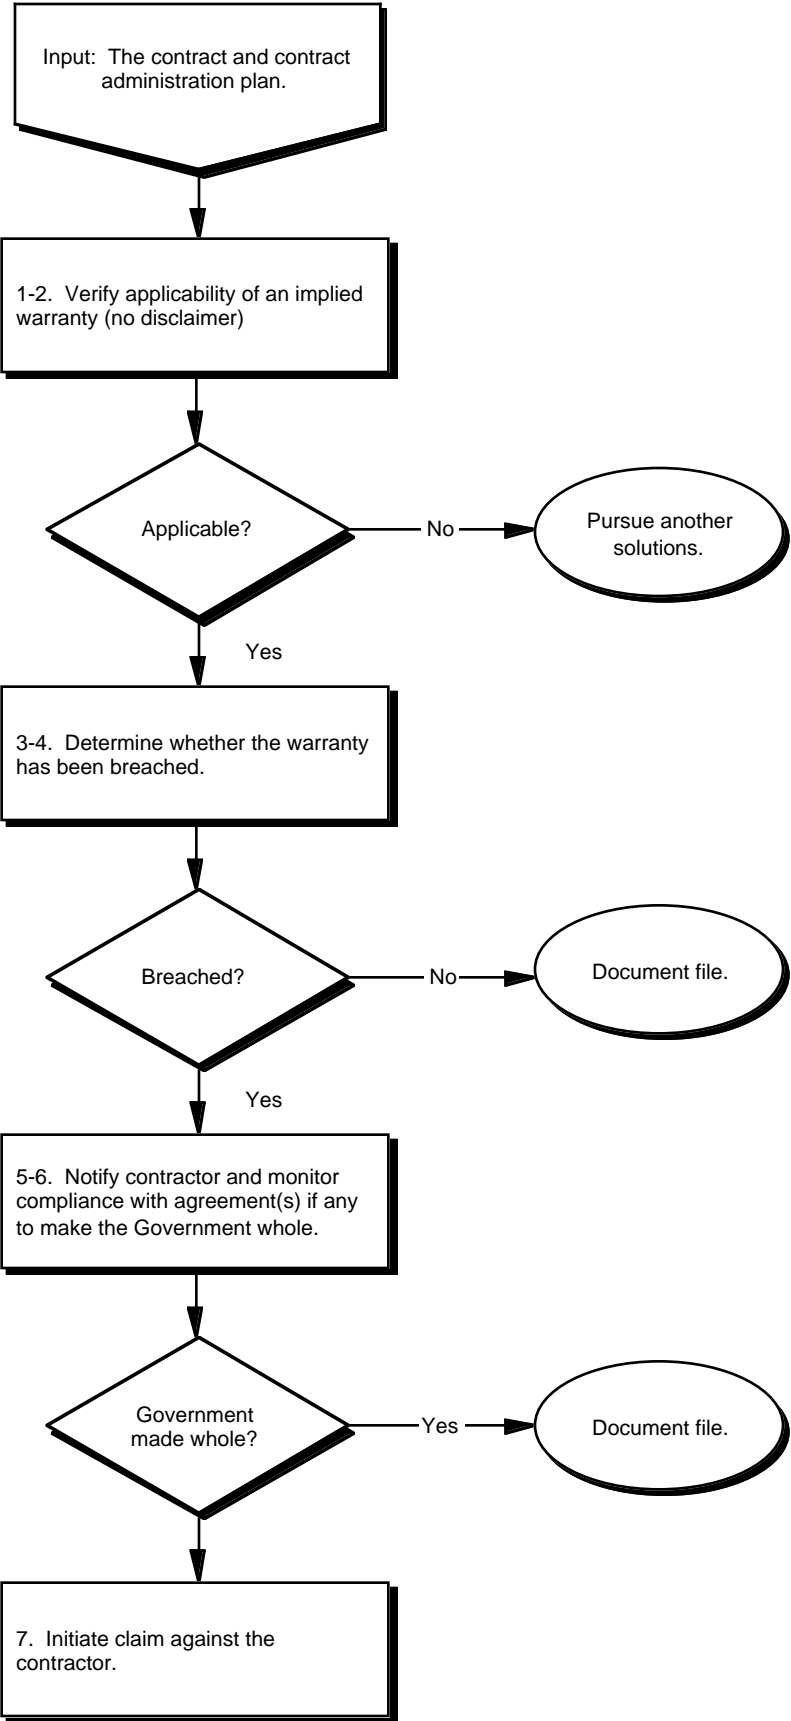 Input:  The contract and contract
administration plan.
1-2.  Verify applicability of an implied
warranty (no disclaimer)
Applicable?
No
Pursue another
solutions.
Yes
3-4.  Determine whether the warranty
has been breached.
Breached?
No
Document file.
Yes
5-6.  Notify contractor and monitor
compliance with agreement(s) if any
to make the Government whole.
Government
made whole?
Yes
Document file.
7.  Initiate claim against the
contractor.